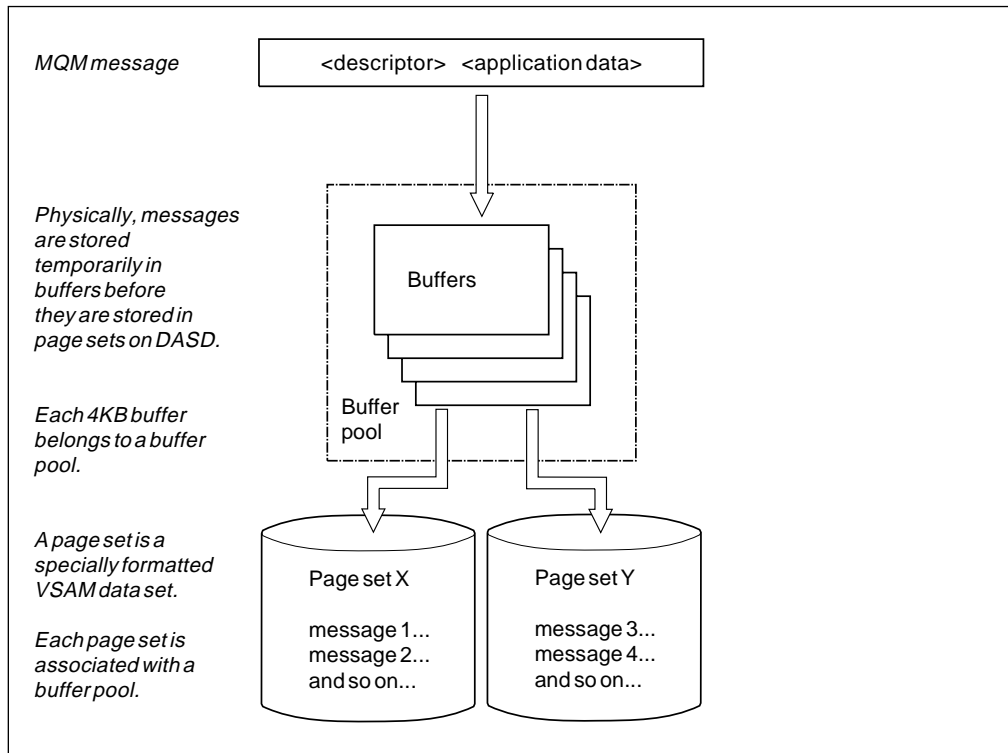 MQM message
<descriptor> <application data>
Physically, messages
are stored
temporarily in
buffers before
they are stored in
page sets on DASD.
Buffers
Each 4KB buffer
belongs to a buffer
pool.
Buffer
pool
A page set is a
specially formatted
VSAM data set.
Each page set is
associated with a
buffer pool.
Page set X
message 1...
message 2...
and so on...
Page set Y
message 3...
message 4...
and so on...